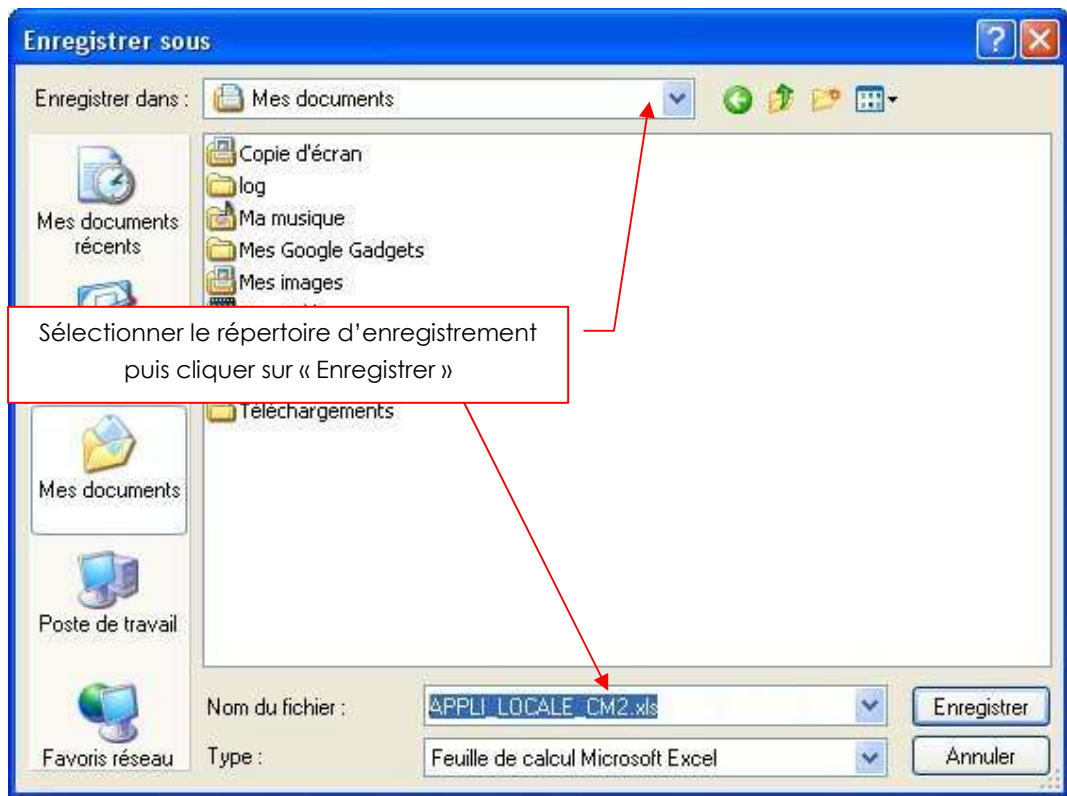 Enregistrer sous
Enregistrer dans :
Mes documents
Copie d'écran
log
Ma musique
Mes Google Gadgets
Mes images
Sélectionner le répertoire d’enregistrement
puis cliquer sur « Enregistrer »
Téléchargements
Mes documents
récents
Mes documents
Poste de travail
Favoris réseau
Nom du fichier :
APPLI_LOCALE_CM2.xls
Enregistrer
Type :
Feuille de calcul Microsoft Excel
Annuler